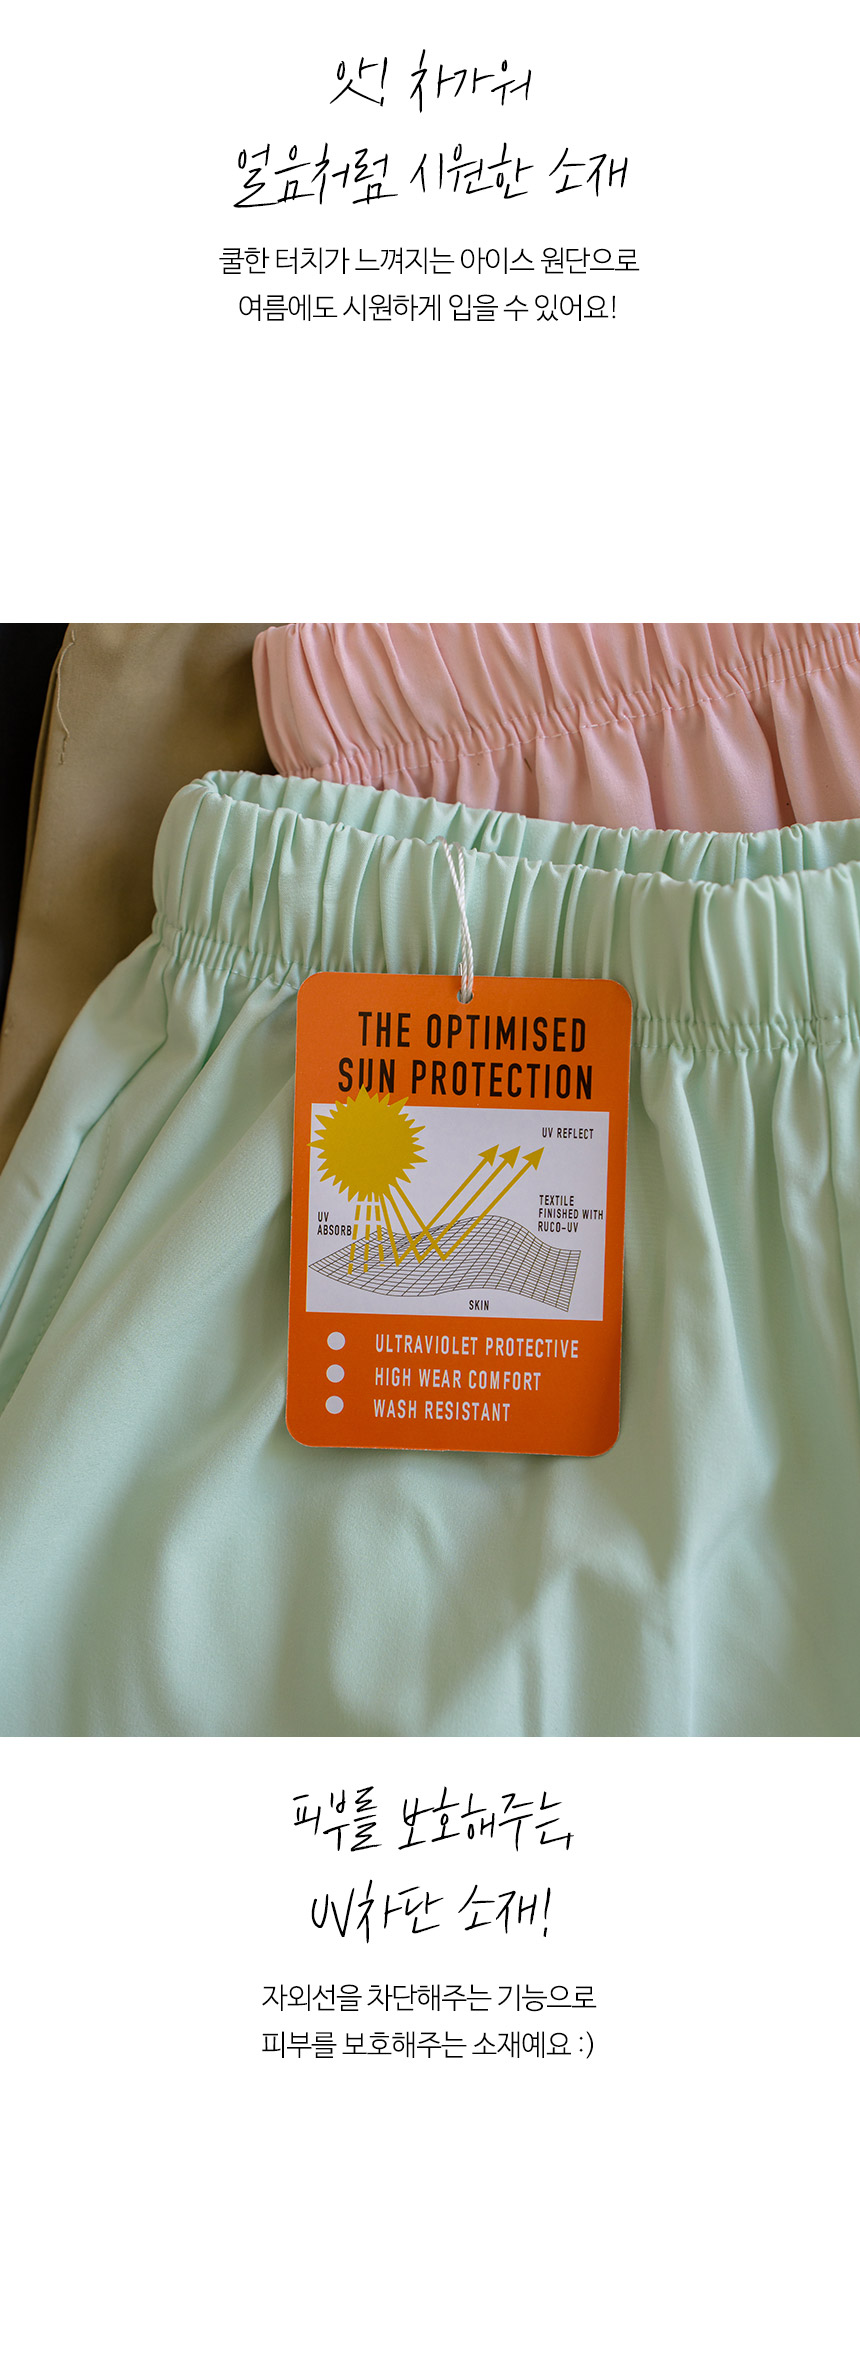 앗! 차가워
얼음처럼 시원한 소재
쿨한 터치가 느껴지는 아이스 원단으로
여름에도 시원하게 입을 수 있어요!
THE OPTIMISED
SUN PROTECTION
UV REFLECT
TEXTILE
FINISHED WITH
RUCO-UV
UV
ABSORB
SKIN
ULTRAVIOLET PROTECTIVE
HIGH WEAR COMFORT
WASH RESISTANT
피부를 보호해주는,
UV차단 소재!
자외선을 차단해주는 기능으로
피부를 보호해주는 소재예요 :)